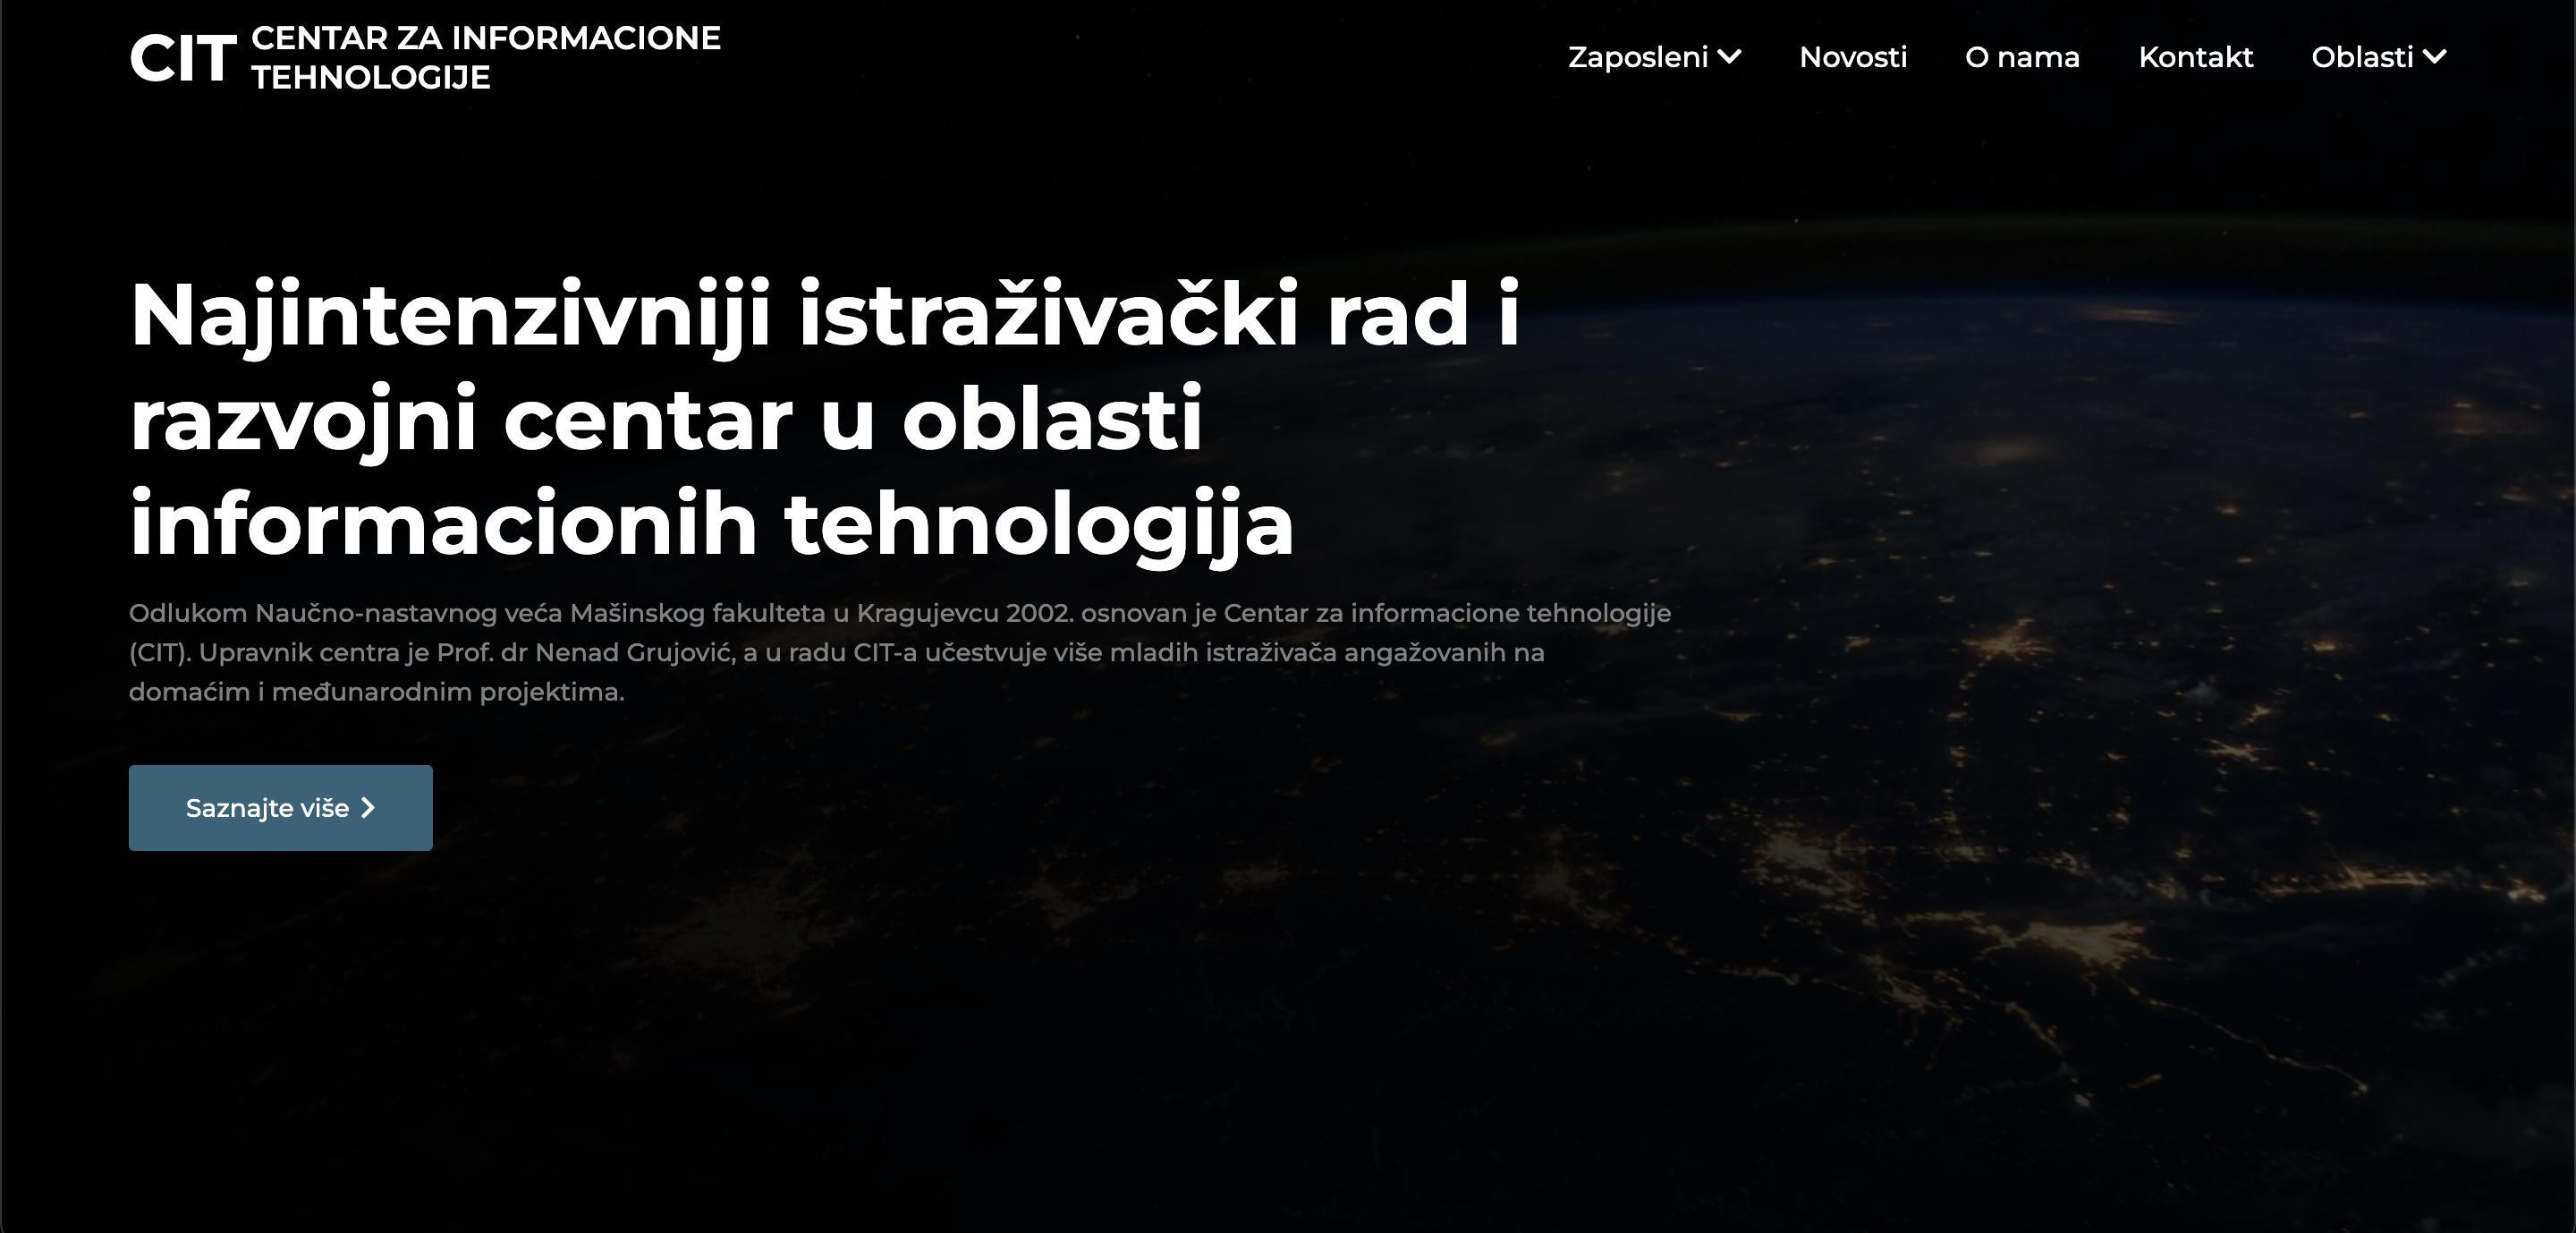 CIT
CENTAR ZA INFORMACIONE
TEHNOLOGIJE
Zaposleni
Novosti
O nama
Kontakt
Oblasti
Najintenzivniji istraživački rad i
razvojni centar u oblasti
informacionih tehnologija
Odlukom Naučno-nastavnog veća Mašinskog fakulteta u Kragujevcu 2002. osnovan je Centar za informacione tehnologije
(CIT). Upravnik centra je Prof. dr Nenad Grujović, a u radu CIT-a učestvuje više mladih istraživača angažovanih na
domaćim i međunarodnim projektima.
Saznajte više